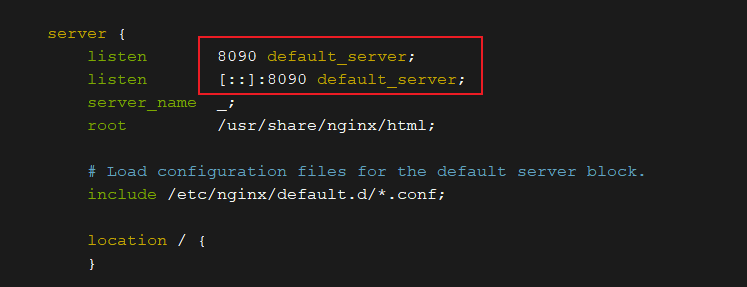 server {
listen 8090 default_server;
listen [::]:8090 default_server;
server_name _;
root /usr/share/nginx/html;
# Load configuration files for the default server block.
include /etc/nginx/default.d/*.conf;
location / {
}